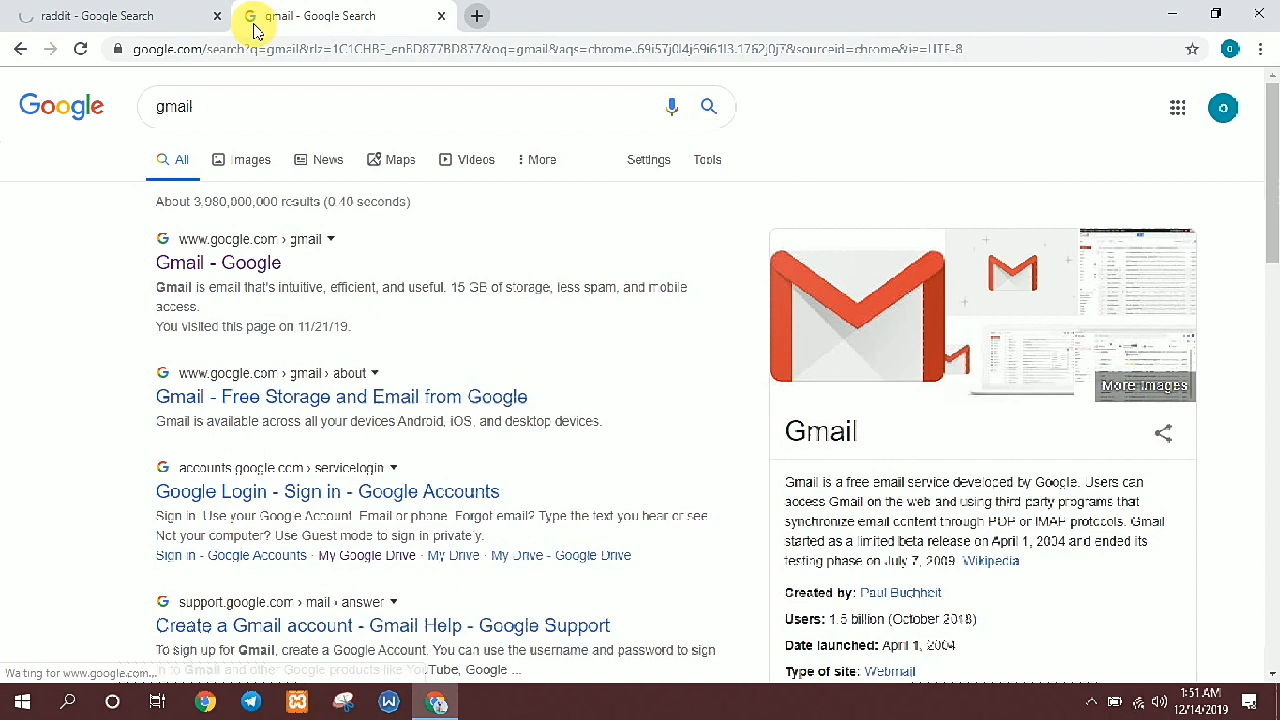 raddit - Google Search
gmail - Google Search
google.com/search?q=gmail&rlz=1C1CHBF_enBD877BD877&oq=gmail&aqs=chrome..69i57j0l4j69i61l3.1762j0j7&sourceid=chrome&ie=UTF-8
Google
gmail
All
Images
News
Maps
Videos
More
Settings
Tools
About 3,980,000,000 results (0.40 seconds)
www.google.com › gmail
Gmail - Google
Gmail is email that's intuitive, efficient, and useful. 15 GB of storage, less spam, and mobile
access.
You visited this page on 11/21/19.
www.google.com › gmail › about
Gmail - Free Storage and Email from Google
Gmail is available across all your devices Android, iOS, and desktop devices.
accounts.google.com › servicelogin
Google Login - Sign in - Google Accounts
Sign in. Use your Google Account. Email or phone. Forgot email? Type the text you hear or see.
Not your computer? Use Guest mode to sign in privately.
Sign in - Google Accounts · My Google Drive · My Drive · My Drive - Google Drive
support.google.com › mail › answer
Create a Gmail account - Gmail Help - Google Support
To sign up for Gmail, create a Google Account. You can use the username and password to sign
in to Gmail and other Google products like YouTube, Google ...
More images
Gmail
Gmail is a free email service developed by Google. Users can
access Gmail on the web and using third party programs that
synchronize email content through POP or IMAP protocols. Gmail
started as a limited beta release on April 1, 2004 and ended its
testing phase on July 7, 2009. Wikipedia
Created by: Paul Buchheit
Users: 1.5 billion (October 2018)
Date launched: April 1, 2004
Type of site: Webmail
Waiting for www.google.com...
1:51 AM
12/14/2019